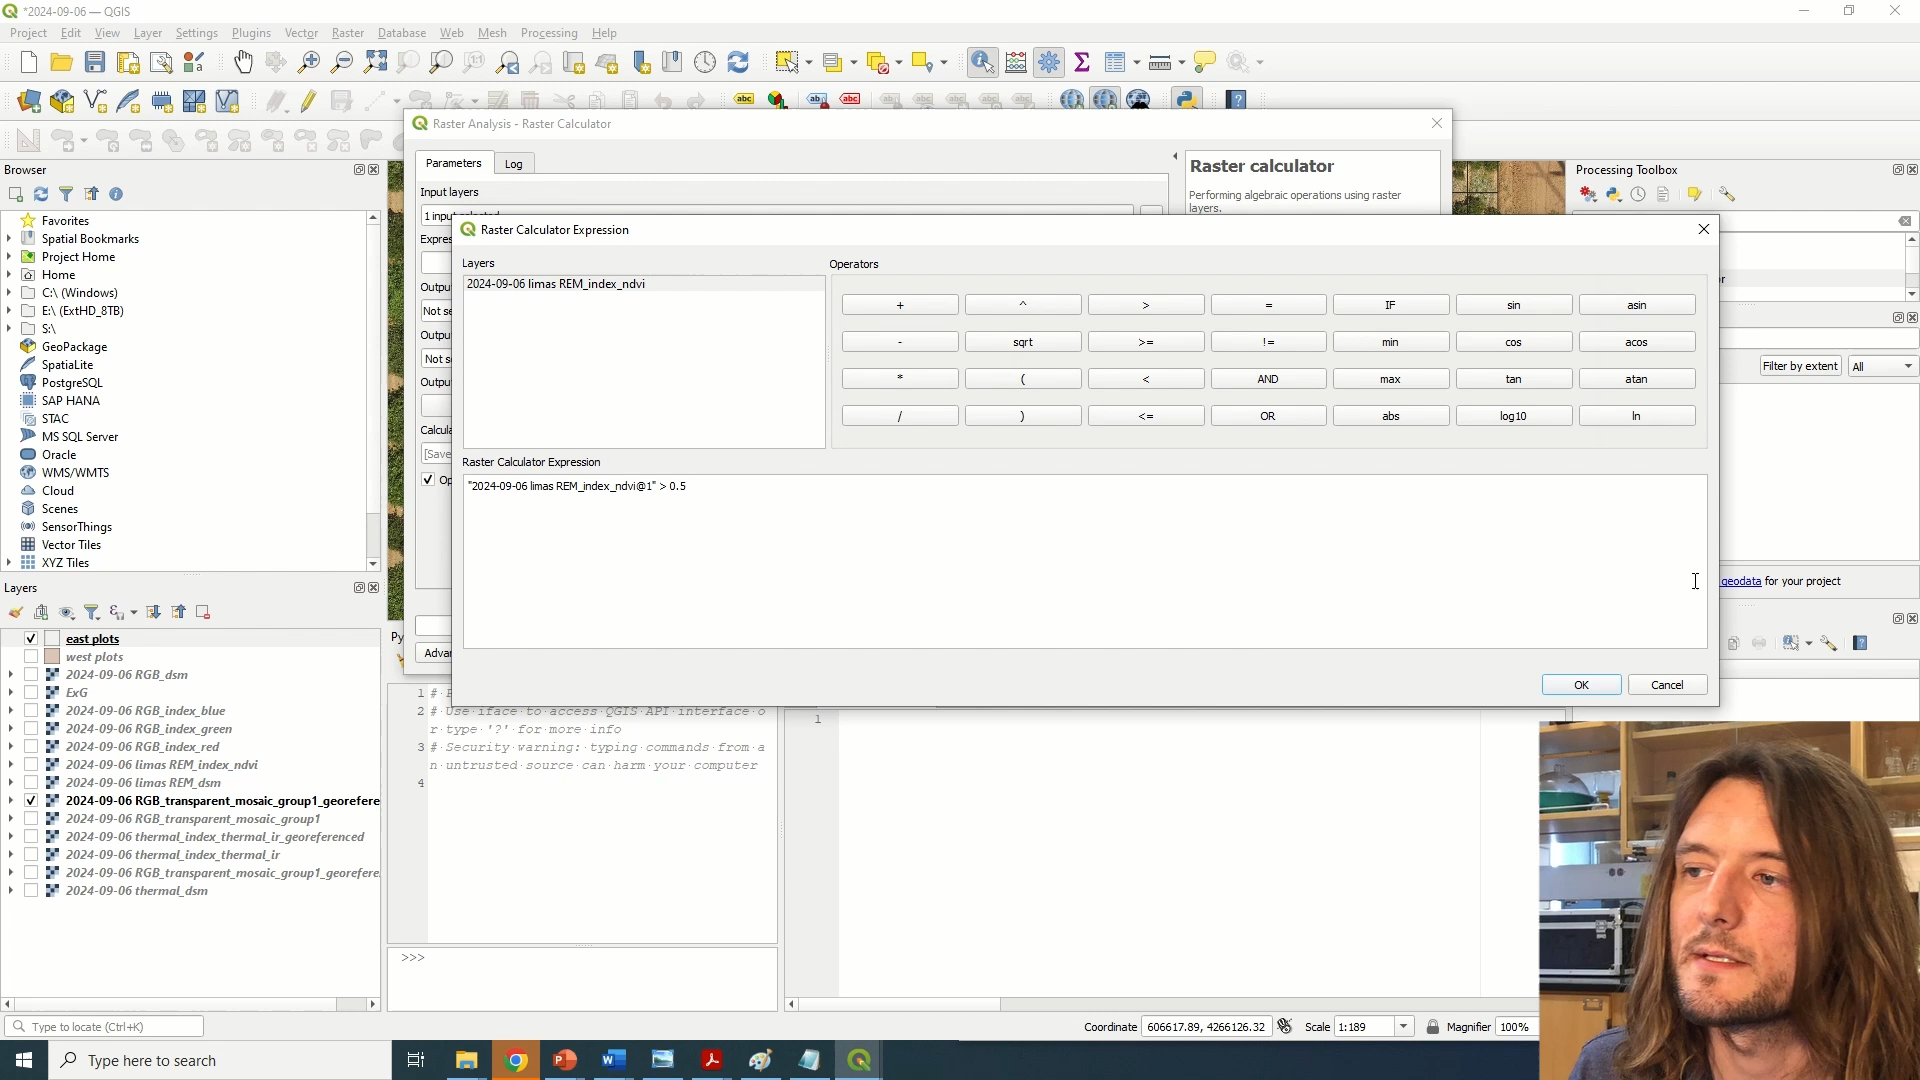 *2024-09-06 — QGIS
Project Edit View Layer Settings Plugins Vector Raster Database Web Mesh Processing Help
Raster Analysis - Raster Calculator
Browser
Parameters
Log
Raster calculator
Performing algebraic operations using raster
layers.
Input layers
1 input selected
Processing Toolbox
Favorites
Spatial Bookmarks
Project Home
Home
C:\ (Windows)
E:\ (ExtHD_8TB)
S:\
GeoPackage
SpatiaLite
PostgreSQL
SAP HANA
STAC
MS SQL Server
Oracle
WMS/WMTS
Cloud
Scenes
SensorThings
Vector Tiles
XYZ Tiles
Raster Calculator Expression
Layers
2024-09-06 limas REM_index_ndvi
Operators
+ ^ > = IF sin asin
- sqrt >= != min cos acos
* ( < AND max tan atan
/ ) <= OR abs log10 ln
Raster Calculator Expression
"2024-09-06 limas REM_index_ndvi@1" > 0.5
OK
Cancel
Filter by extent
All
geodata for your project
Layers
east plots
west plots
2024-09-06 RGB_dsm
ExG
2024-09-06 RGB_index_blue
2024-09-06 RGB_index_green
2024-09-06 RGB_index_red
2024-09-06 limas REM_index_ndvi
2024-09-06 limas REM_dsm
2024-09-06 RGB_transparent_mosaic_group1_georefere
2024-09-06 RGB_transparent_mosaic_group1
2024-09-06 thermal_index_thermal_ir_georeferenced
2024-09-06 thermal_index_thermal_ir
2024-09-06 RGB_transparent_mosaic_group1_georefere
2024-09-06 thermal_dsm
1 # P
2 # Use iface to access QGIS API interface o
r type '?' for more info
3 # Security warning: typing commands from a
n untrusted source can harm your computer
4
1
>>>
Type to locate (Ctrl+K)
Coordinate 606617.89, 4266126.32 Scale 1:189 Magnifier 100%
Type here to search